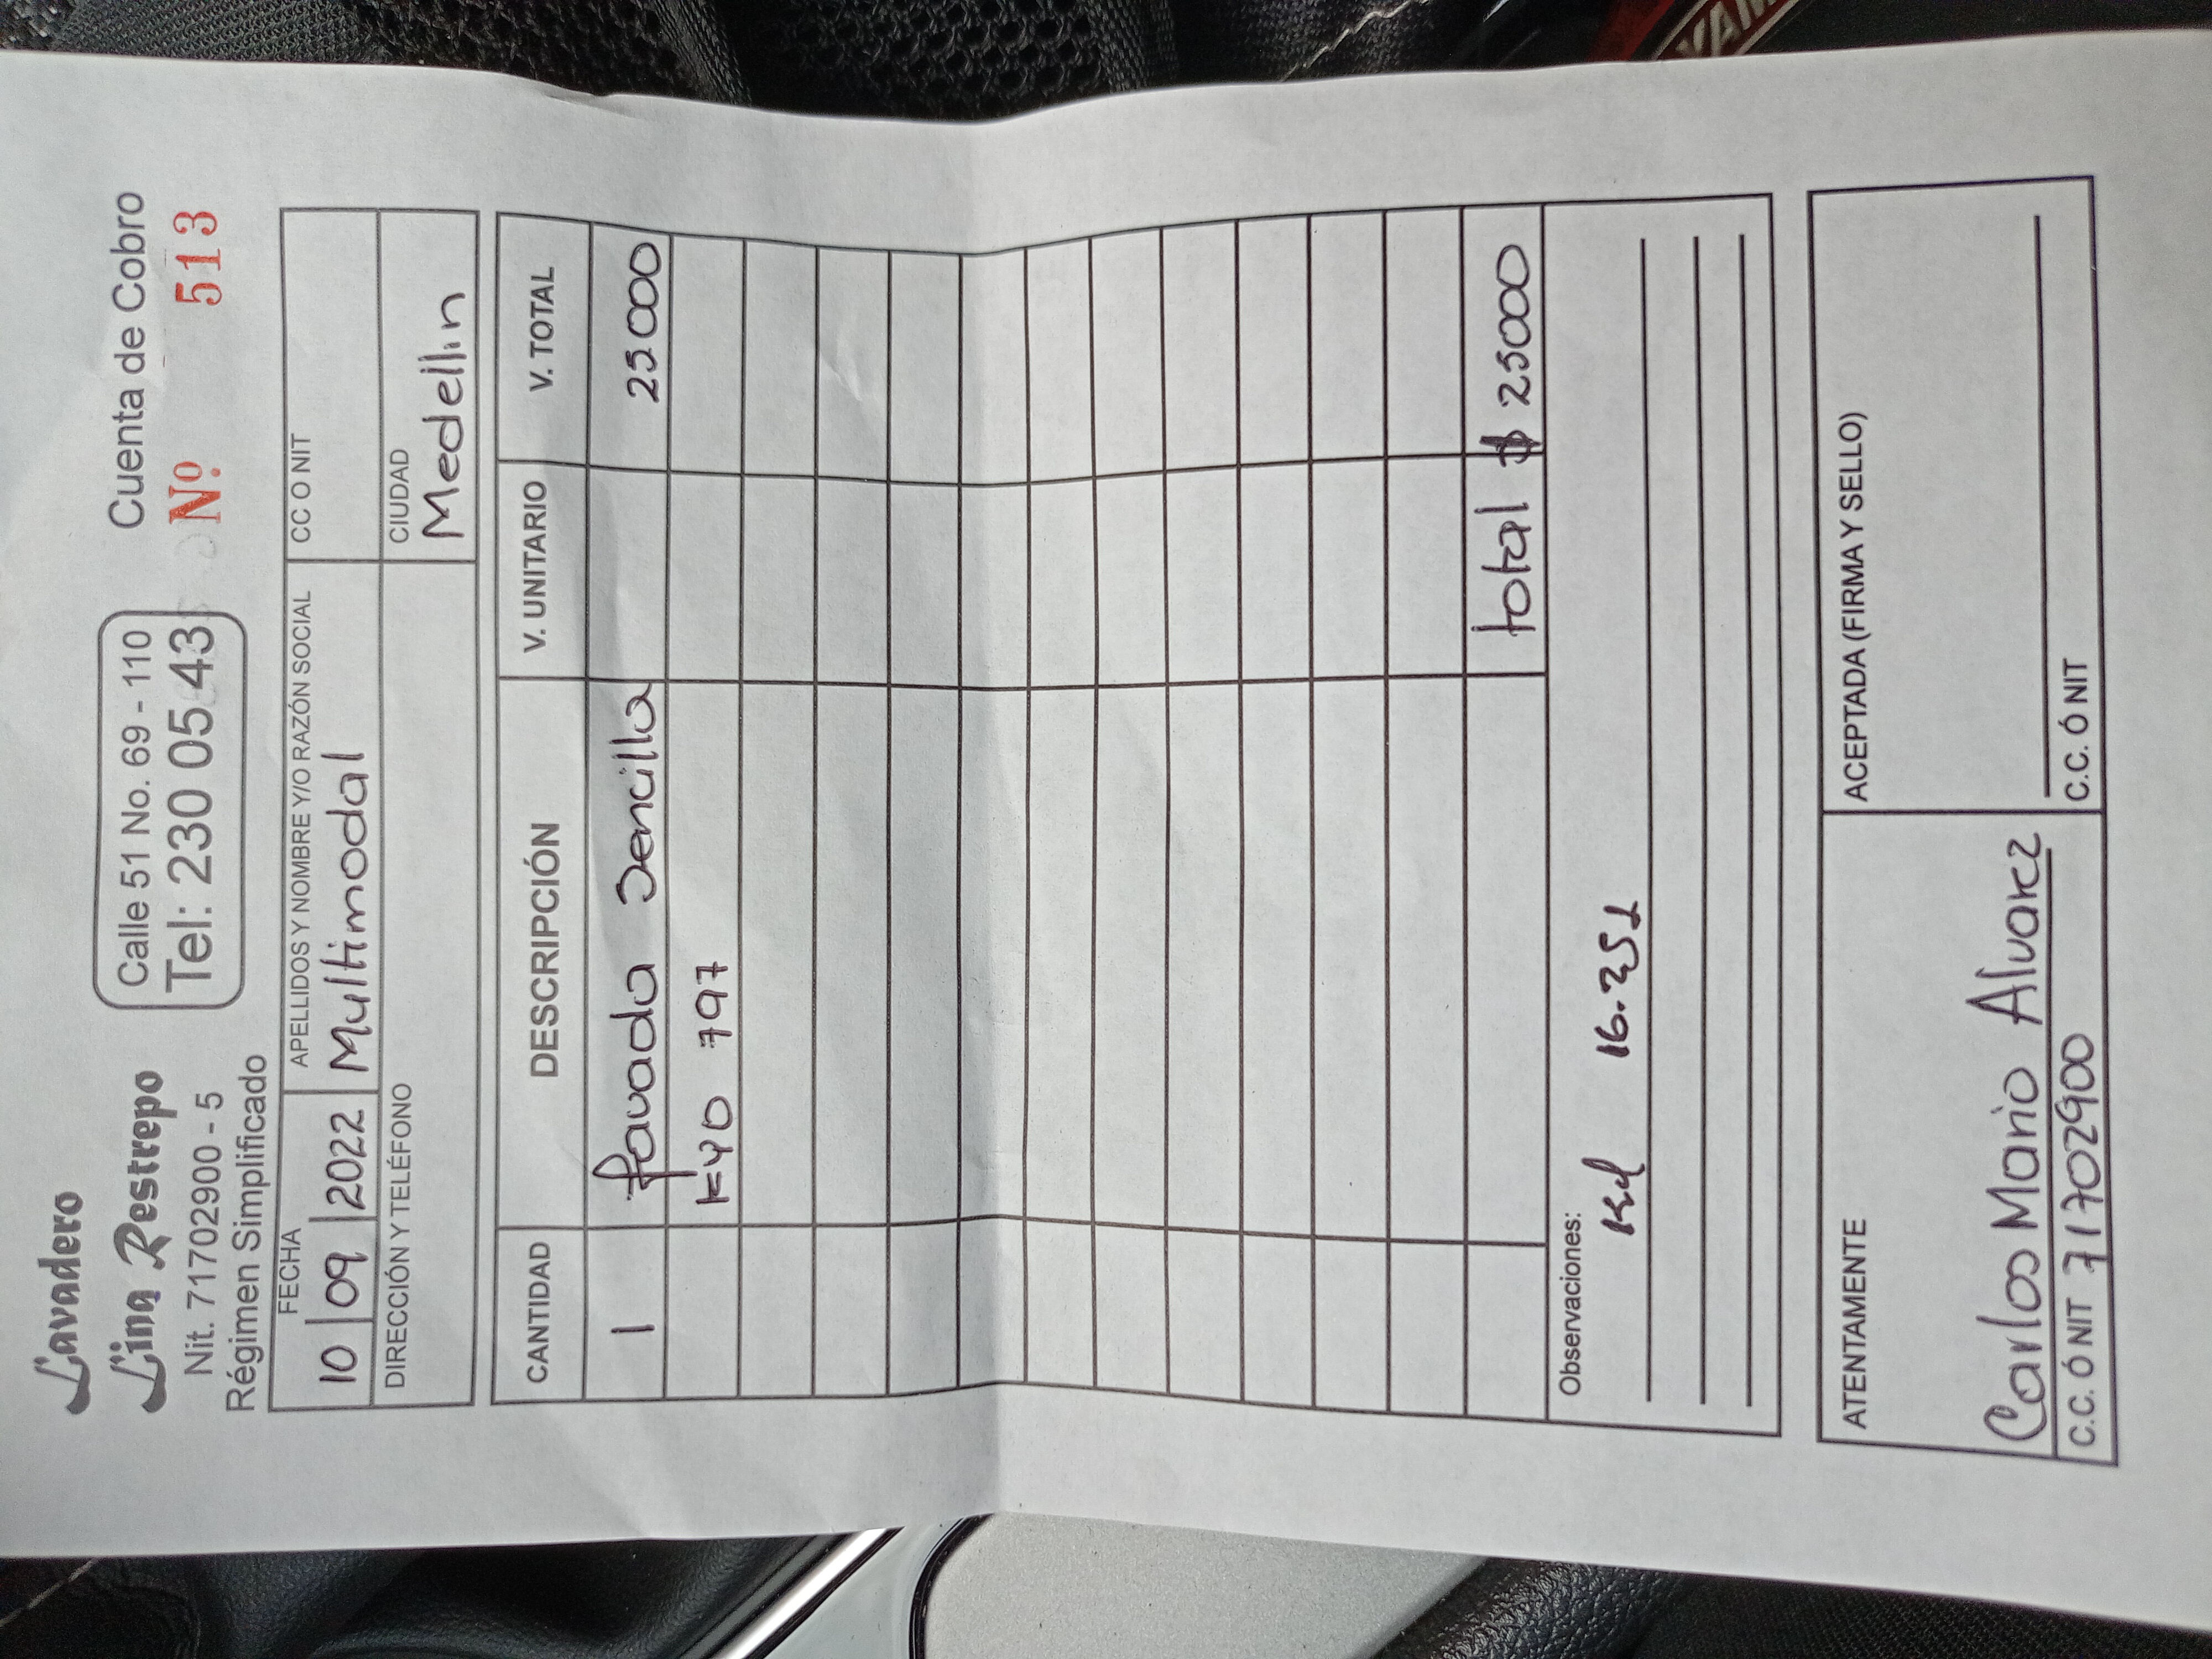 Lavadero
Lina Restrepo
Nit. 71702900 - 5
Régimen Simplificado
Calle 51 No. 69 - 110
Tel: 230 05 43
Cuenta de Cobro
Nº 513
FECHA
10 09 2022
APELLIDOS Y NOMBRE Y/O RAZÓN SOCIAL
Multimodal
CC O NIT
DIRECCIÓN Y TELÉFONO
CIUDAD
Medellin
CANTIDAD DESCRIPCIÓN V. UNITARIO V. TOTAL
1 lavada Sencilla 25000
KYO 797
total $ 25000
Observaciones:
16.251
ATENTAMENTE
Carlos Mario Alvarez
C.C. Ó NIT 71702900
ACEPTADA (FIRMA Y SELLO)
C.C. Ó NIT
YAM